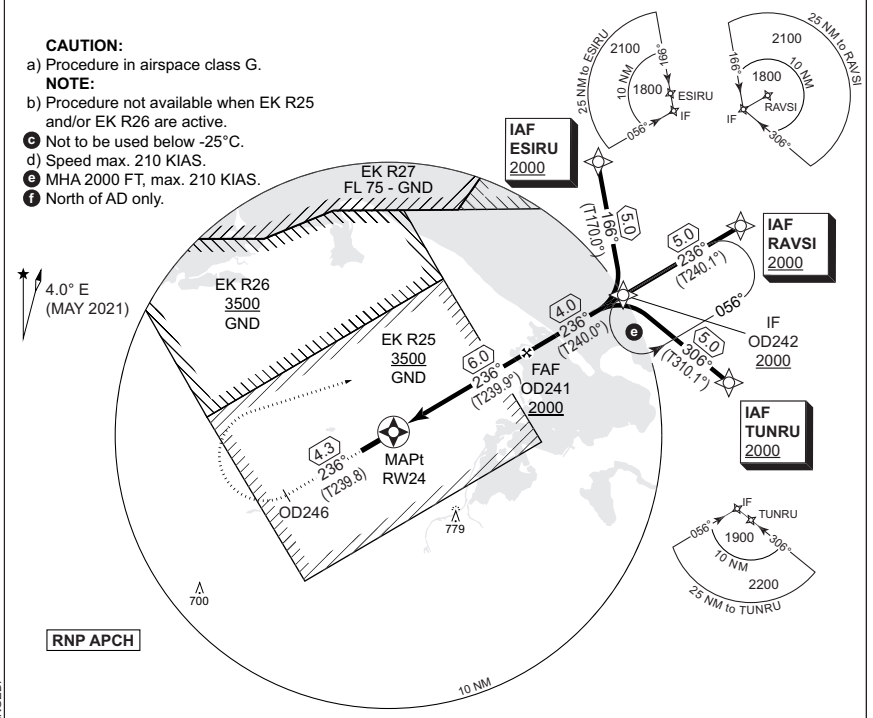 CAUTION:
a) Procedure in airspace class G.
NOTE:
b) Procedure not available when EK R25
and/or EK R26 are active.
c Not to be used below -25°C.
d) Speed max. 210 KIAS.
e MHA 2000 FT, max. 210 KIAS.
f North of AD only.
25 NM to ESIRU
2100
166°
10 NM
1800
ESIRU
IF
056°
25 NM to RAVSI
2100
166°
10 NM
1800
RAVSI
IF
306°
IAF
ESIRU
2000
5.0
166°
(T170.0°)
IAF
RAVSI
2000
5.0
236°
(T240.1°)
056°
EK R27
FL 75 - GND
4.0° E
(MAY 2021)
EK R26
3500
GND
EK R25
3500
GND
4.0
236°
(T240.0°)
e
IF
OD242
2000
5.0
306°
(T310.1°)
6.0
236°
(T239.9°)
FAF
OD241
2000
IAF
TUNRU
2000
MAPt
RW24
4.3
236°
(T239.8)
OD246
779
700
IF
TUNRU
056°
306°
1900
10 NM
2200
25 NM to TUNRU
RNP APCH
10 NM